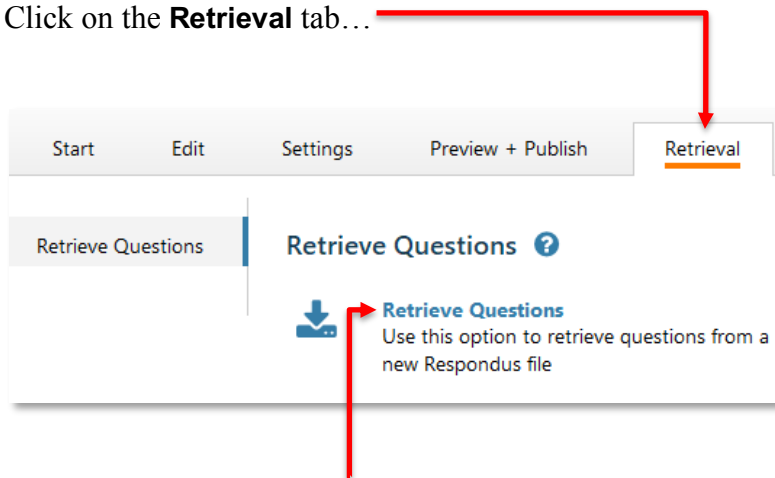 Click on the Retrieval tab…
Start Edit Settings Preview + Publish Retrieval
Retrieve Questions
Retrieve Questions ?
Retrieve Questions
Use this option to retrieve questions from a
new Respondus file